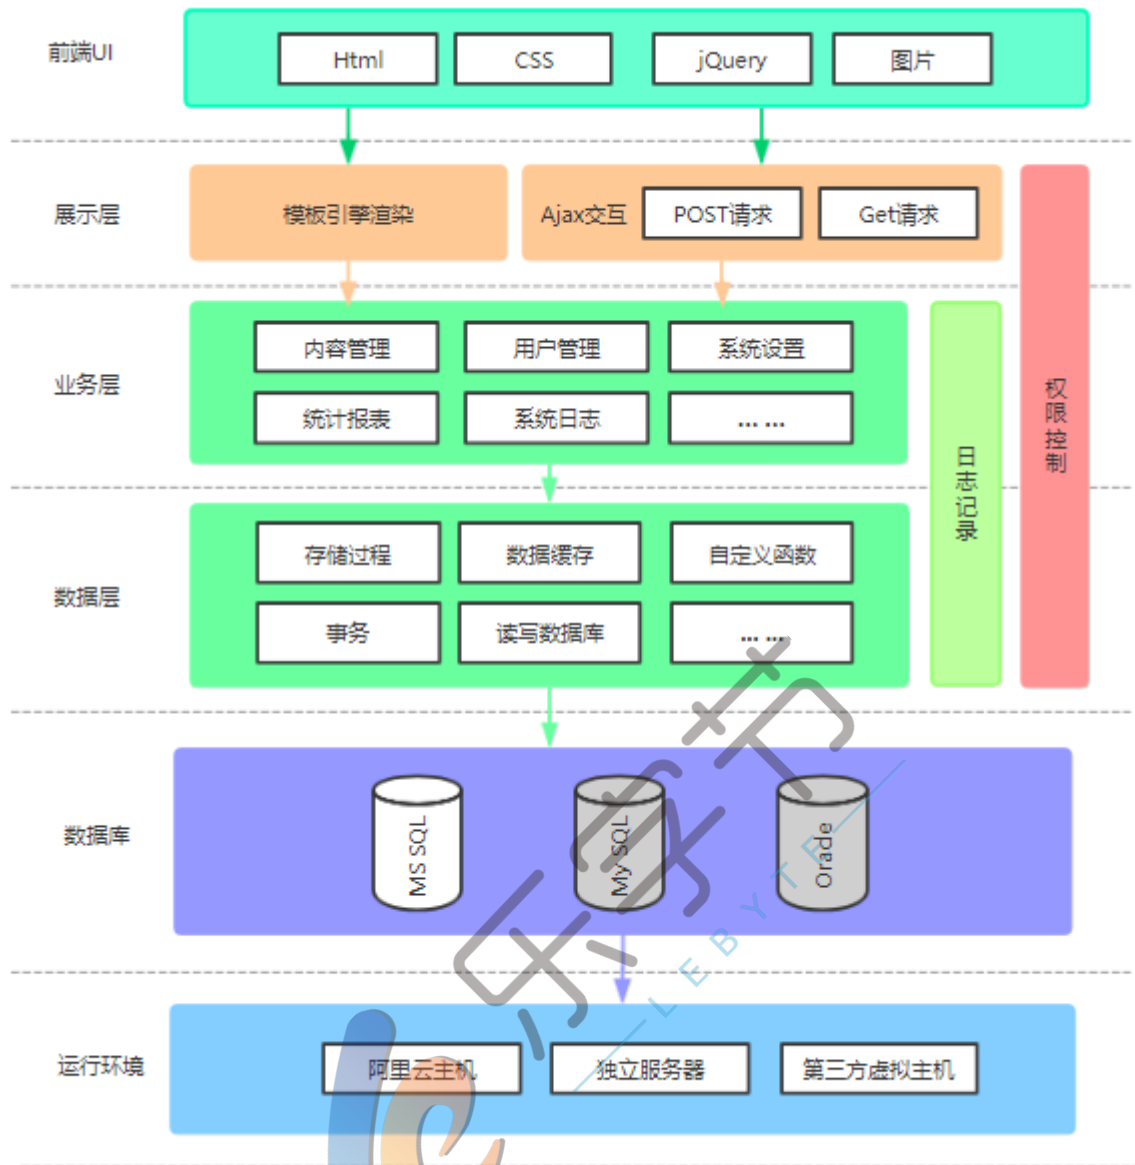 前端UI
Html
CSS
jQuery
图片
展示层
模板引擎渲染
Ajax交互
POST请求
Get请求
业务层
内容管理
用户管理
系统设置
统计报表
系统日志
... ...
日志记录
权限控制
数据层
存储过程
数据缓存
自定义函数
事务
读写数据库
... ...
数据库
MS SQL
My SQL
Orade
运行环境
阿里云主机
独立服务器
第三方虚拟主机
乐字节
LEBYTE